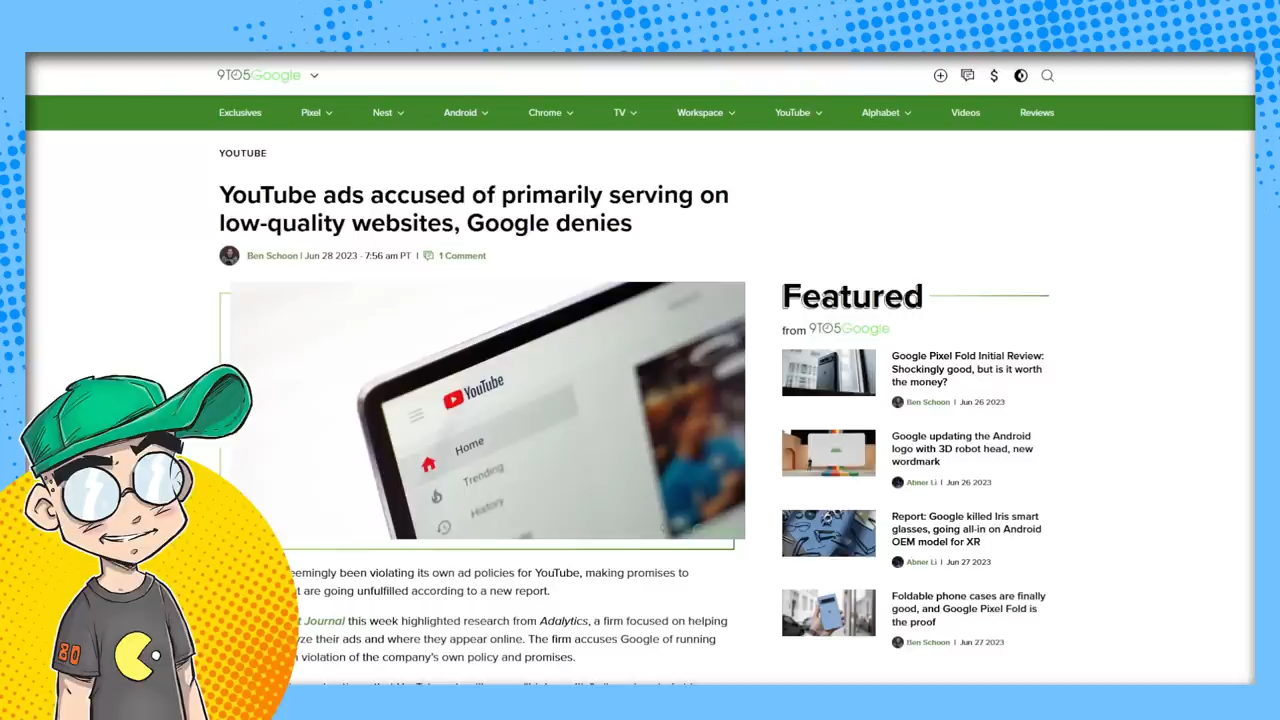 9TO5Google
Exclusives Pixel Nest Android Chrome TV Workspace YouTube Alphabet Videos Reviews
YOUTUBE
YouTube ads accused of primarily serving on
low-quality websites, Google denies
Ben Schoon | Jun 28 2023 - 7:56 am PT | 1 Comment
YouTube
Home
Trending
History
eemingly been violating its own ad policies for YouTube, making promises to
t are going unfulfilled according to a new report.
t Journal this week highlighted research from Adalytics, a firm focused on helping
yze their ads and where they appear online. The firm accuses Google of running
violation of the company's own policy and promises.
Featured
from 9TO5Google
Google Pixel Fold Initial Review:
Shockingly good, but is it worth
the money?
Ben Schoon | Jun 26 2023
Google updating the Android
logo with 3D robot head, new
wordmark
Abner Li | Jun 26 2023
Report: Google killed Iris smart
glasses, going all-in on Android
OEM model for XR
Abner Li | Jun 27 2023
Foldable phone cases are finally
good, and Google Pixel Fold is
the proof
Ben Schoon | Jun 27 2023
80